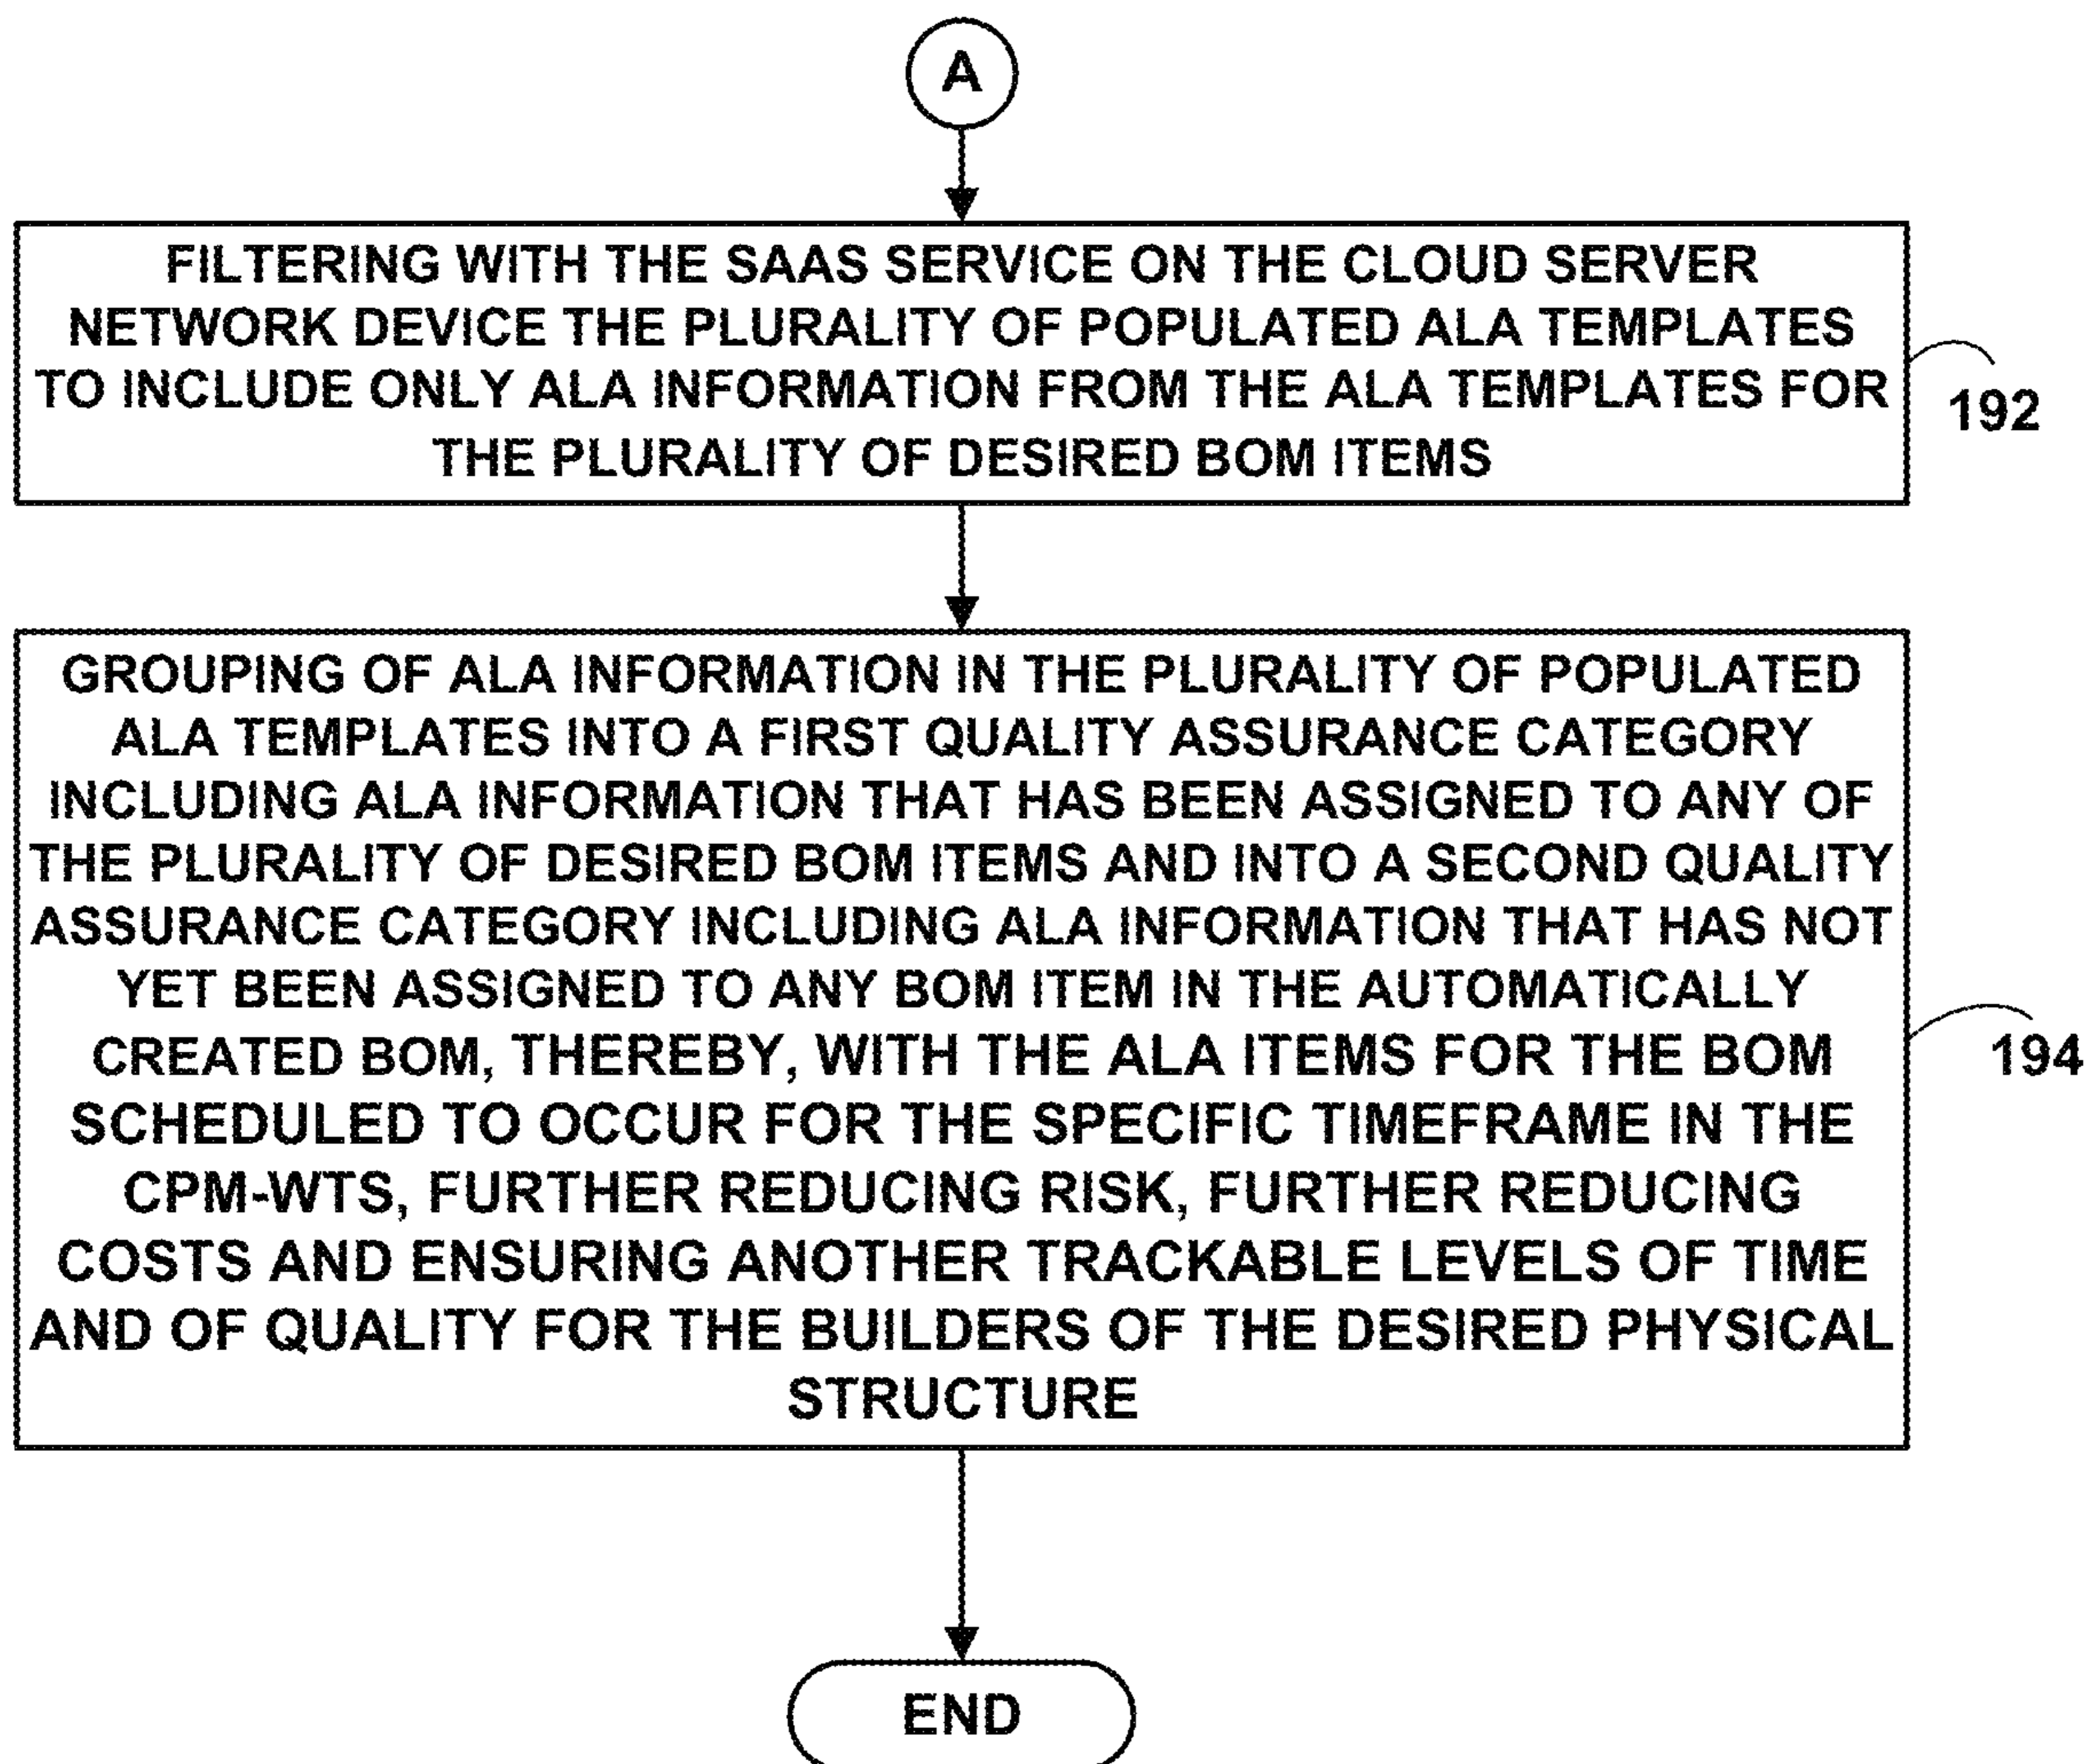 A
FILTERING WITH THE SAAS SERVICE ON THE CLOUD SERVER
NETWORK DEVICE THE PLURALITY OF POPULATED ALA TEMPLATES
TO INCLUDE ONLY ALA INFORMATION FROM THE ALA TEMPLATES FOR
THE PLURALITY OF DESIRED BOM ITEMS
192
GROUPING OF ALA INFORMATION IN THE PLURALITY OF POPULATED
ALA TEMPLATES INTO A FIRST QUALITY ASSURANCE CATEGORY
INCLUDING ALA INFORMATION THAT HAS BEEN ASSIGNED TO ANY OF
THE PLURALITY OF DESIRED BOM ITEMS AND INTO A SECOND QUALITY
ASSURANCE CATEGORY INCLUDING ALA INFORMATION THAT HAS NOT
YET BEEN ASSIGNED TO ANY BOM ITEM IN THE AUTOMATICALLY
CREATED BOM, THEREBY, WITH THE ALA ITEMS FOR THE BOM
SCHEDULED TO OCCUR FOR THE SPECIFIC TIMEFRAME IN THE
CPM-WTS, FURTHER REDUCING RISK, FURTHER REDUCING
COSTS AND ENSURING ANOTHER TRACKABLE LEVELS OF TIME
AND OF QUALITY FOR THE BUILDERS OF THE DESIRED PHYSICAL
STRUCTURE
194
END